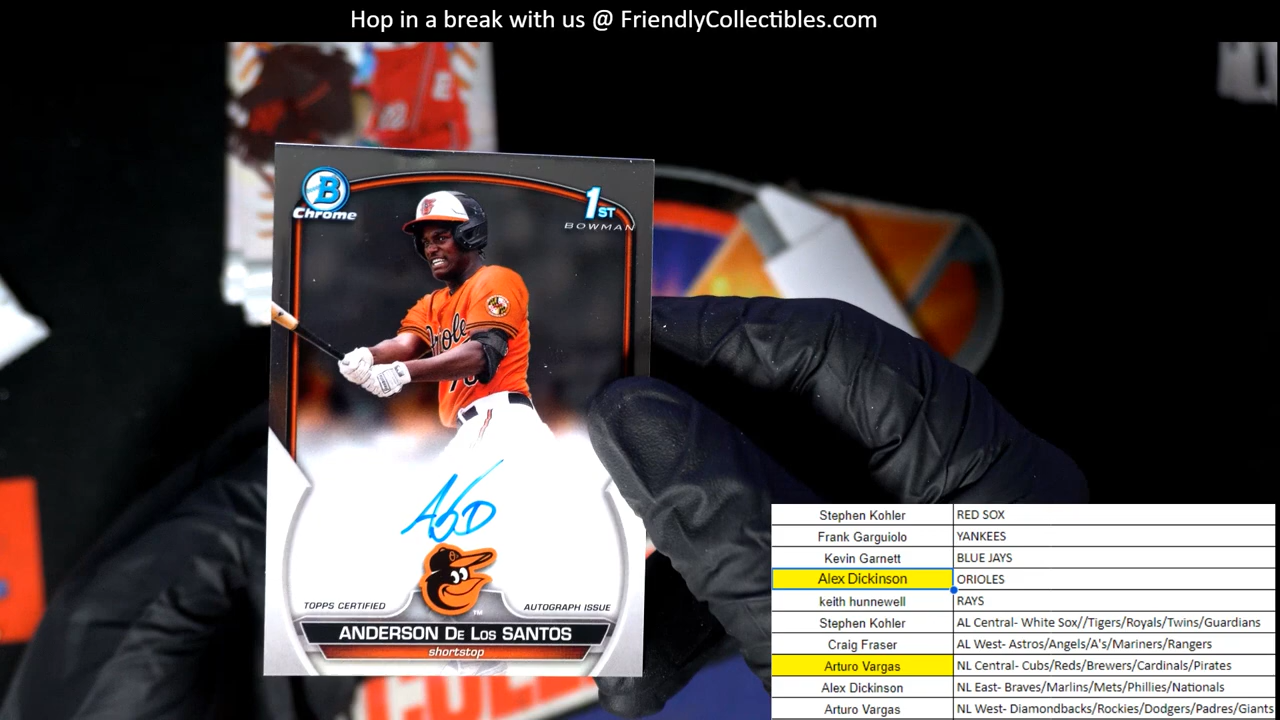 Hop in a break with us @ FriendlyCollectibles.com
B
Chrome
1ST
BOWMAN
TOPPS CERTIFIED
AUTOGRAPH ISSUE
TM
ANDERSON DE LOS SANTOS
shortstop
Stephen Kohler RED SOX
Frank Garguiolo YANKEES
Kevin Garnett BLUE JAYS
Alex Dickinson ORIOLES
keith hunnewell RAYS
Stephen Kohler AL Central- White Sox//Tigers/Royals/Twins/Guardians
Craig Fraser AL West- Astros/Angels/A's/Mariners/Rangers
Arturo Vargas NL Central- Cubs/Reds/Brewers/Cardinals/Pirates
Alex Dickinson NL East- Braves/Marlins/Mets/Phillies/Nationals
Arturo Vargas NL West- Diamondbacks/Rockies/Dodgers/Padres/Giants